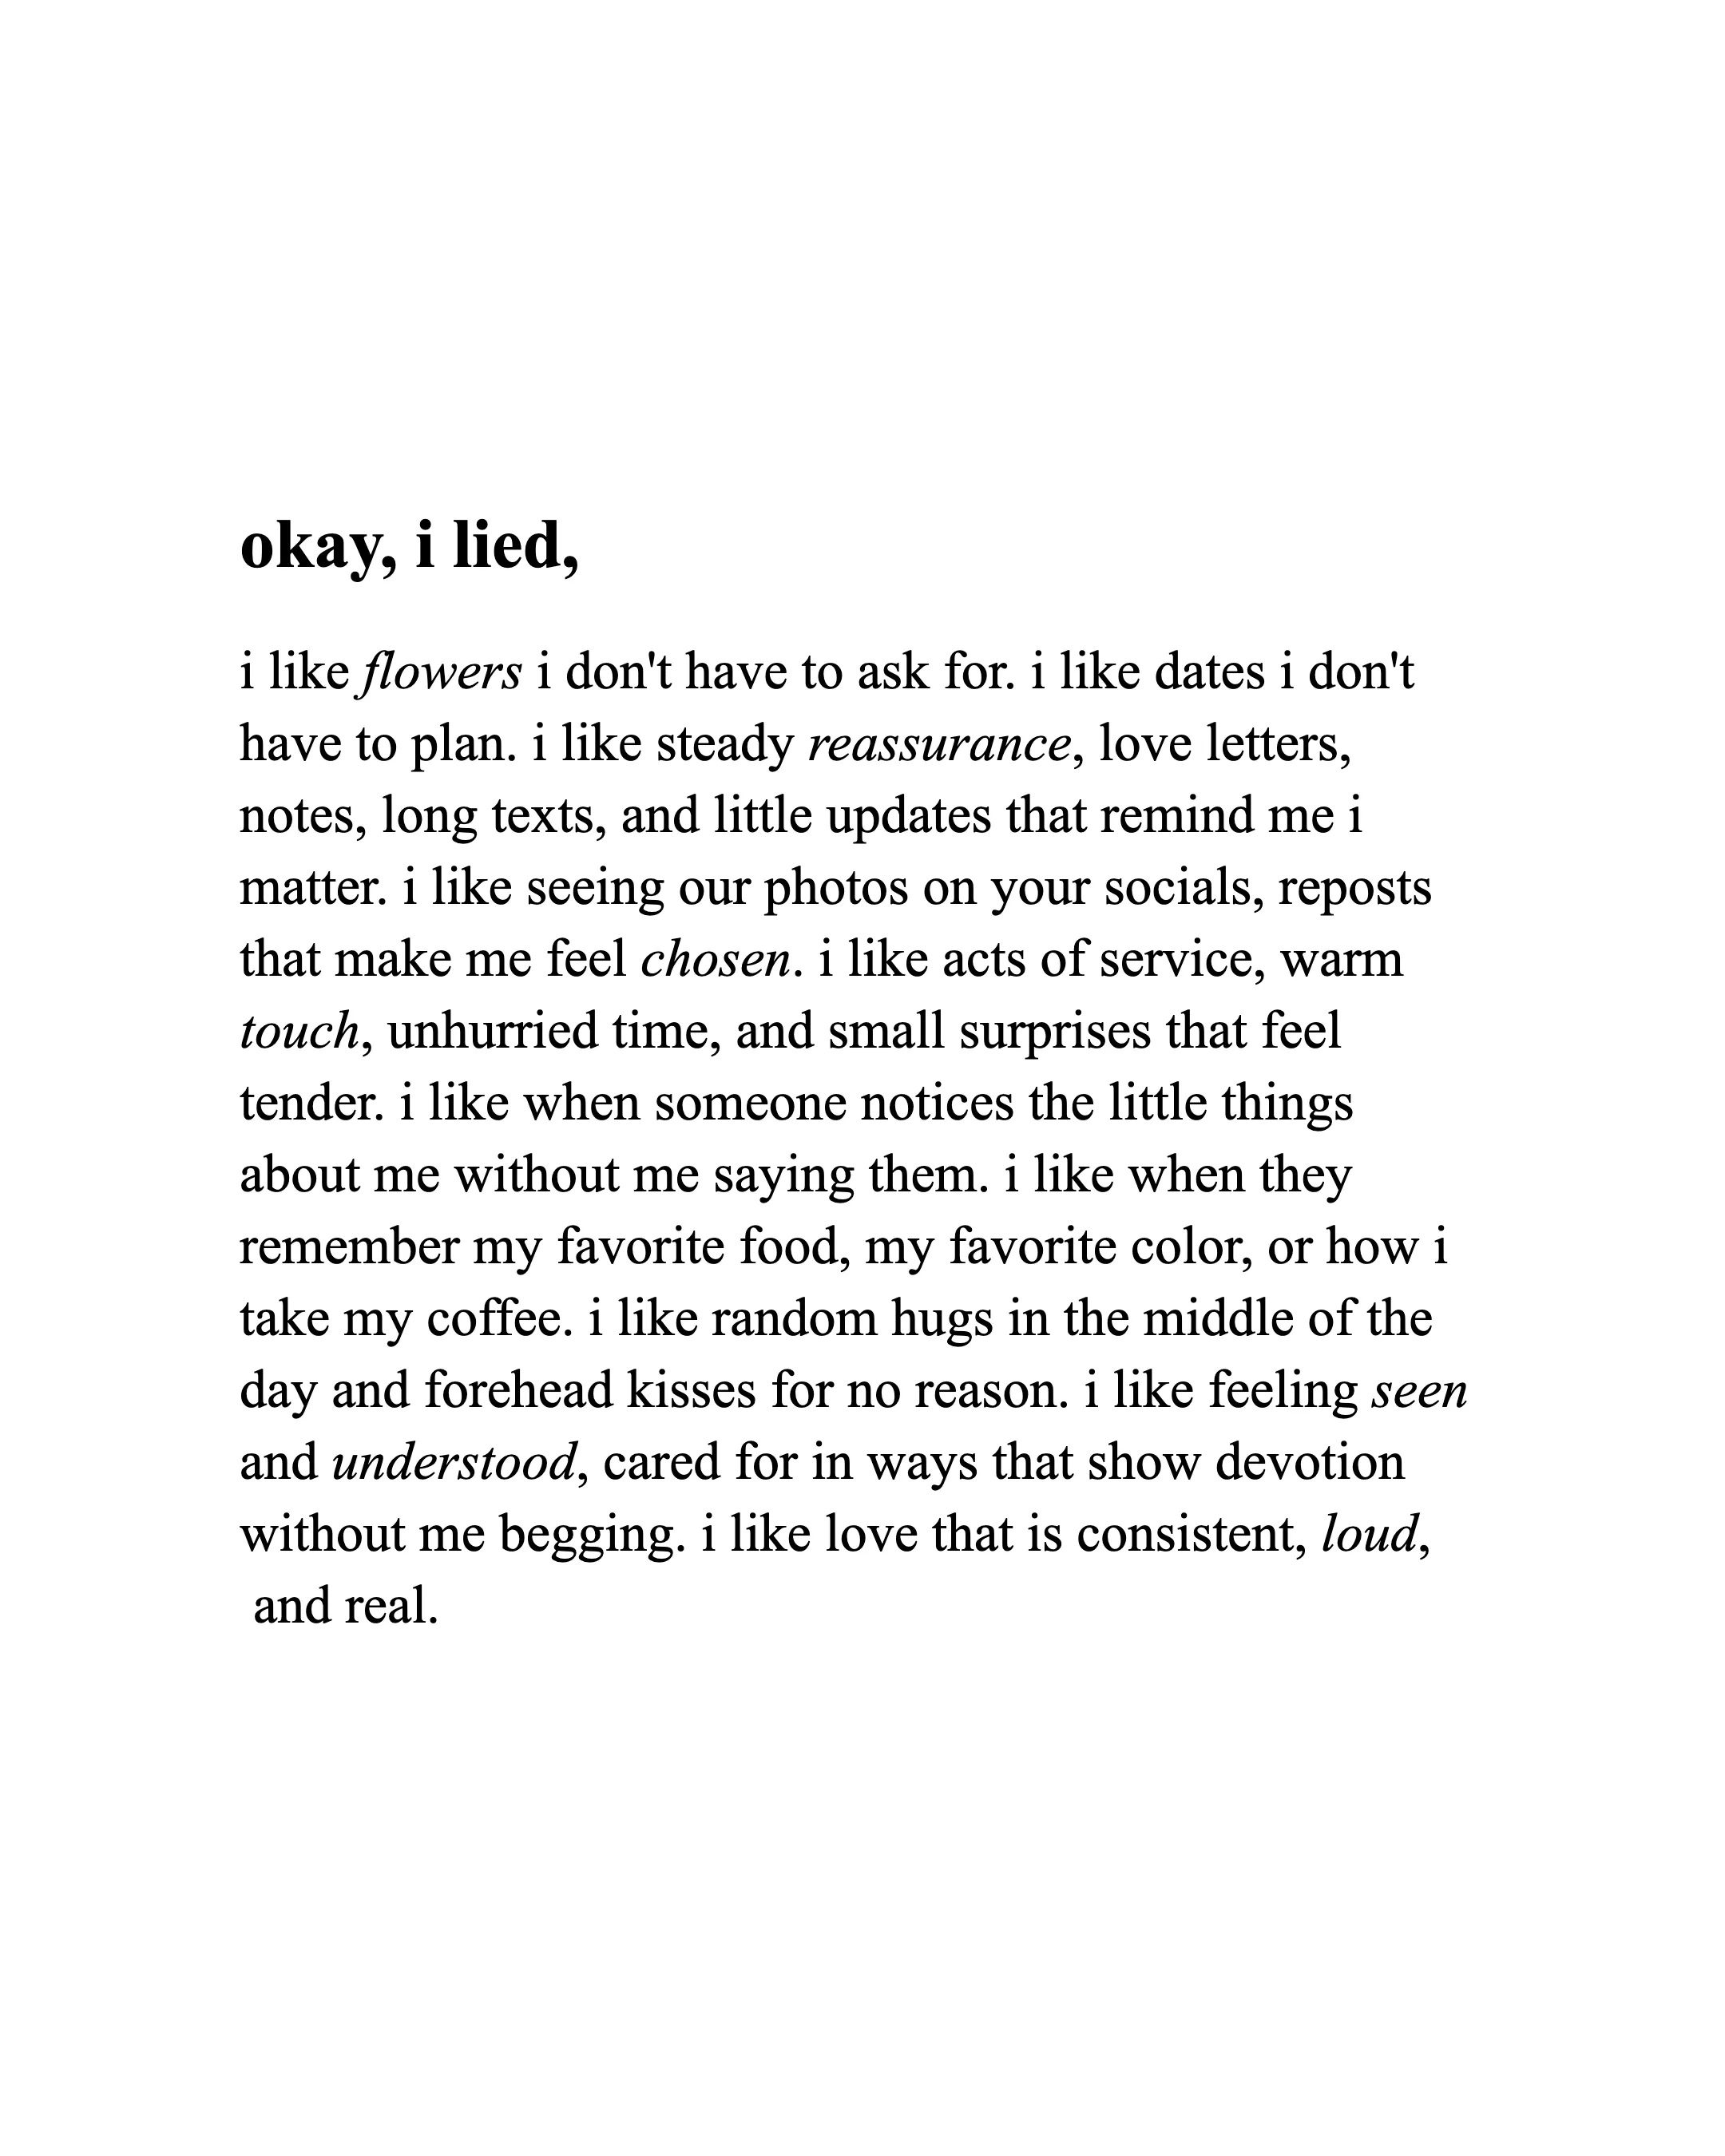 okay, i lied,
i like flowers i don't have to ask for. i like dates i don't
have to plan. i like steady reassurance, love letters,
notes, long texts, and little updates that remind me i
matter. i like seeing our photos on your socials, reposts
that make me feel chosen. i like acts of service, warm
touch, unhurried time, and small surprises that feel
tender. i like when someone notices the little things
about me without me saying them. i like when they
remember my favorite food, my favorite color, or how i
take my coffee. i like random hugs in the middle of the
day and forehead kisses for no reason. i like feeling seen
and understood, cared for in ways that show devotion
without me begging. i like love that is consistent, loud,
and real.